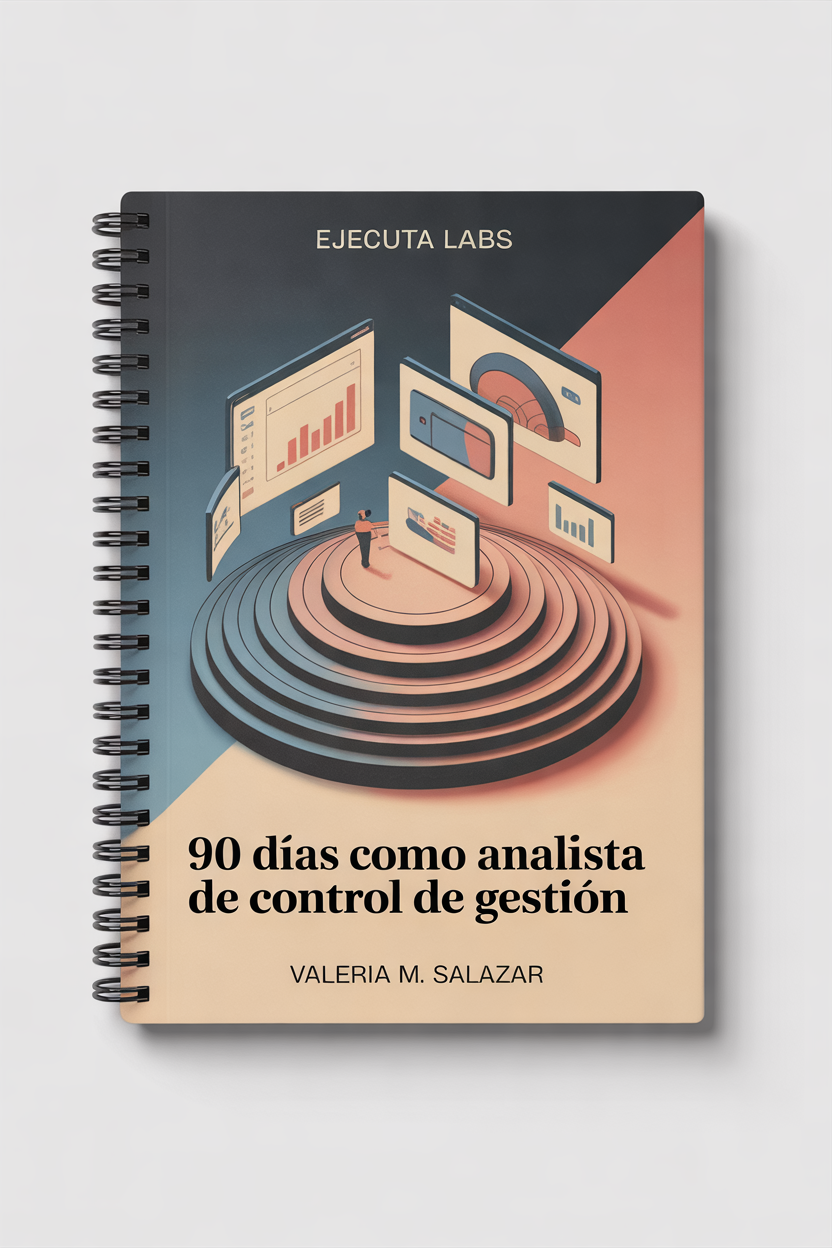 EJECUTA LABS
90 días como analista
de control de gestión
VALERIA M. SALAZAR